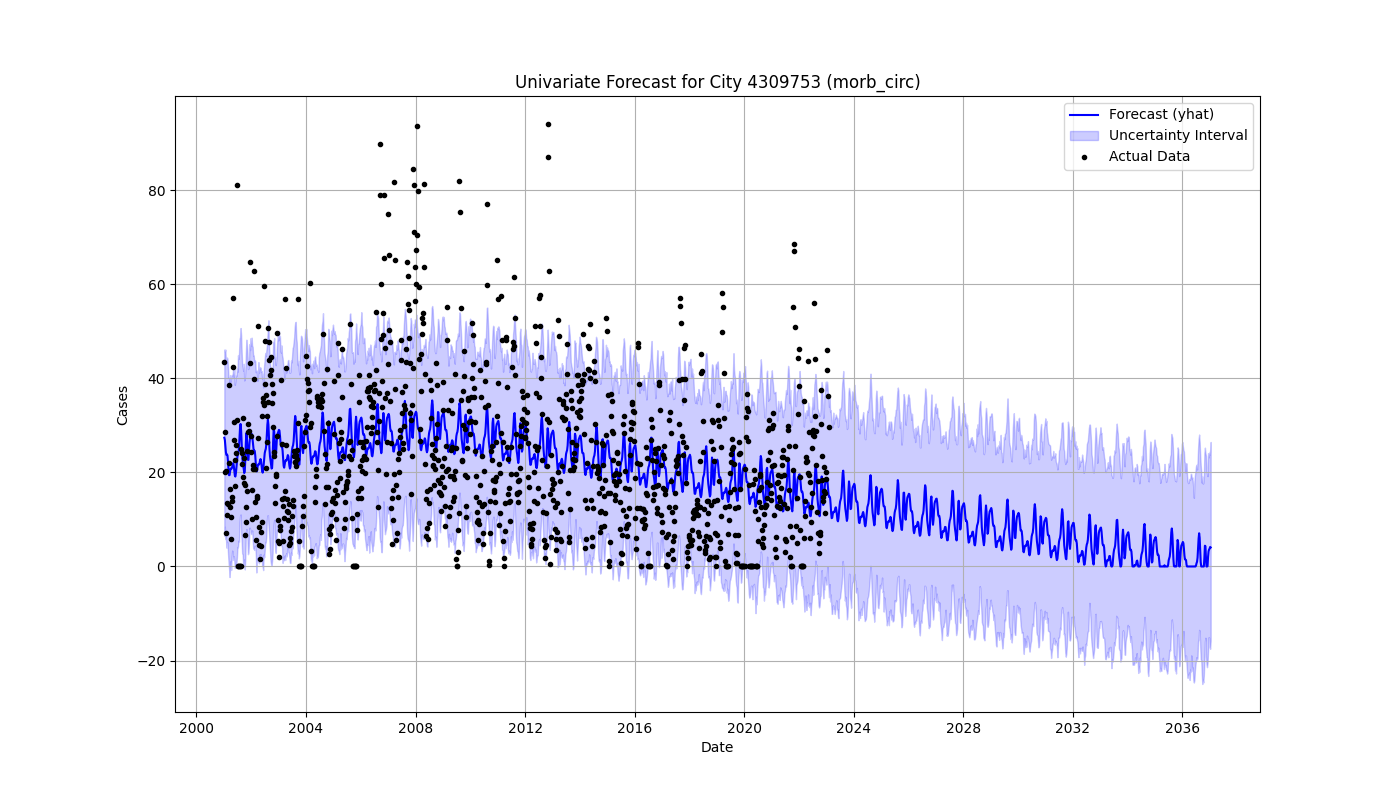 Univariate Forecast for City 4309753 (morb_circ)
Forecast (yhat)
Uncertainty Interval
Actual Data
Cases
80
60
40
20
0
−20
2000 2004 2008 2012 2016 2020 2024 2028 2032 2036
Date